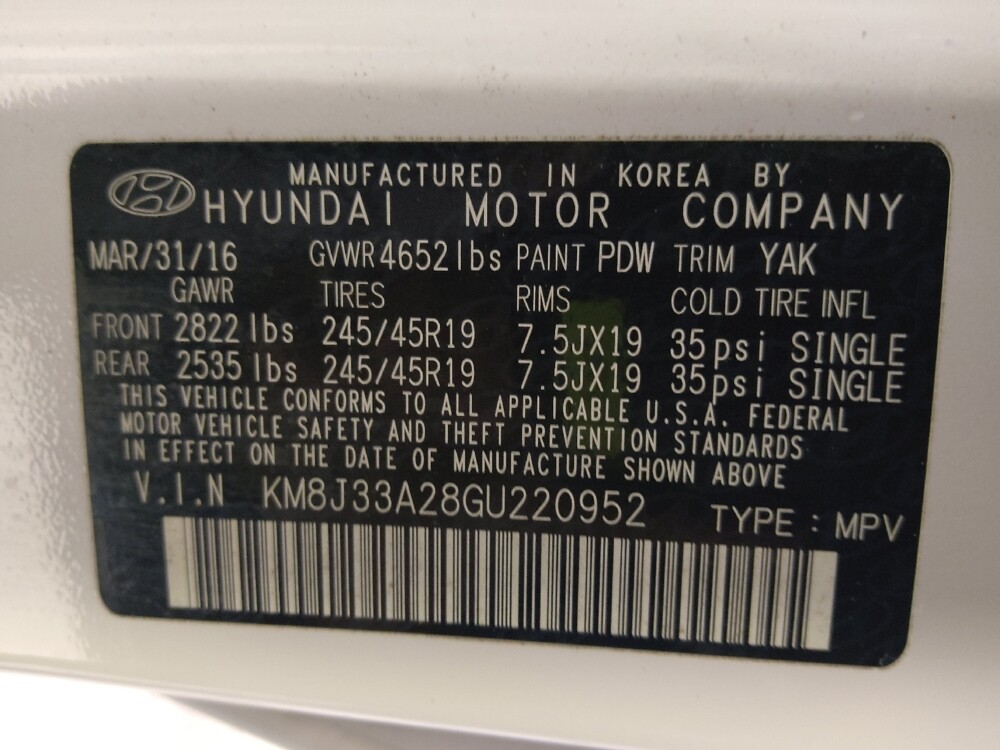 MANUFACTURED IN KOREA BY
HYUNDAI MOTOR COMPANY
MAR/31/16 GVWR 4652 lbs PAINT PDW TRIM YAK
GAWR TIRES RIMS COLD TIRE INFL
FRONT 2822 lbs 245/45R19 7.5JX19 35psi SINGLE
REAR 2535 lbs 245/45R19 7.5JX19 35psi SINGLE
THIS VEHICLE CONFORMS TO ALL APPLICABLE U.S.A. FEDERAL
MOTOR VEHICLE SAFETY AND THEFT PREVENTION STANDARDS
IN EFFECT ON THE DATE OF MANUFACTURE SHOWN ABOVE
V.I.N KM8J33A28GU220952 TYPE : MPV